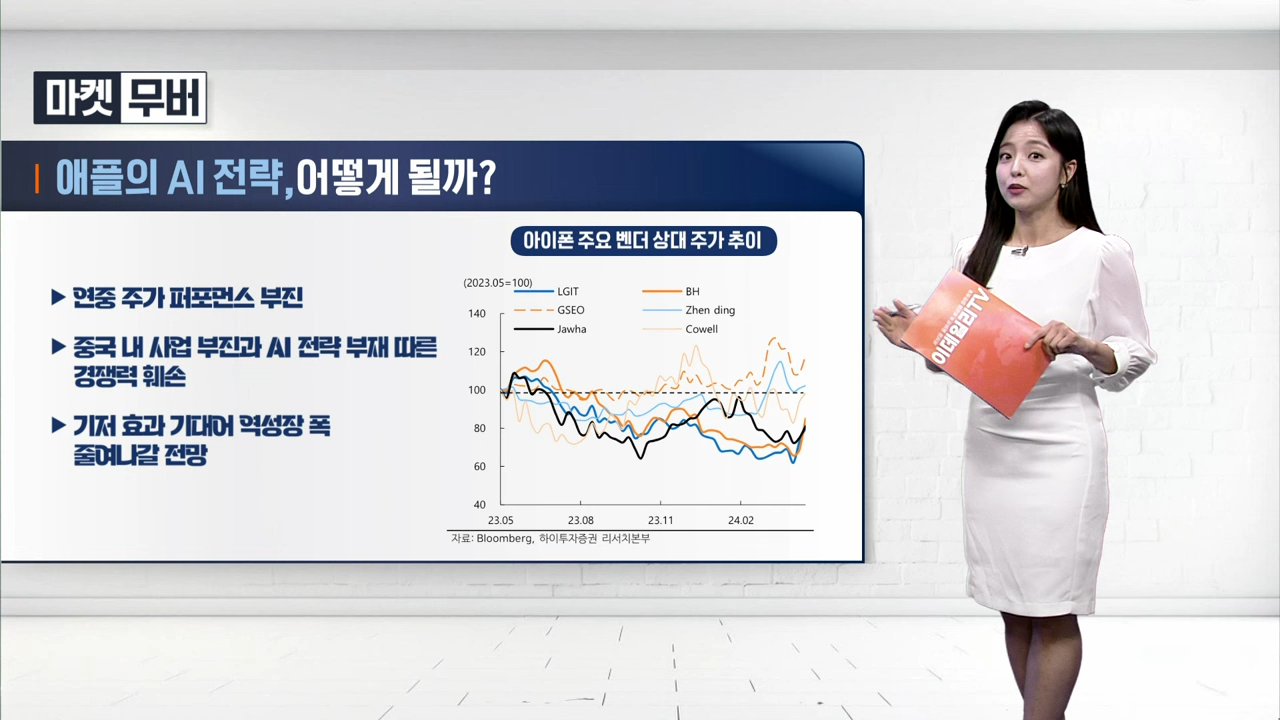 마켓 무버
애플의 AI 전략,어떻게 될까?
아이폰 주요 벤더 상대 주가 추이
▶ 연중 주가 퍼포먼스 부진
▶ 중국 내 사업 부진과 AI 전략 부재 따른
경쟁력 훼손
▶ 기저 효과 기대어 역성장 폭
줄여나갈 전망
(2023.05=100)
LGIT
BH
GSEO
Zhen ding
Jawha
Cowell
140
120
100
80
60
40
23.05 23.08 23.11 24.02
자료: Bloomberg, 하이투자증권 리서치본부
이데일리TV